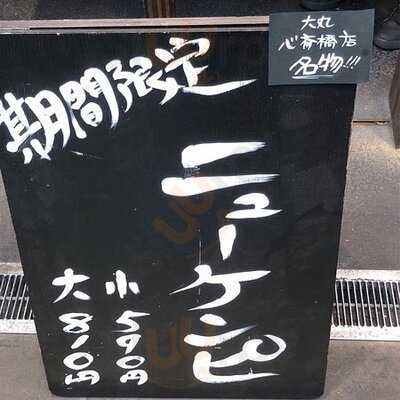 大丸
心斎橋店
名物!!!
期間限定
ニューケンピ
小590円
大810円